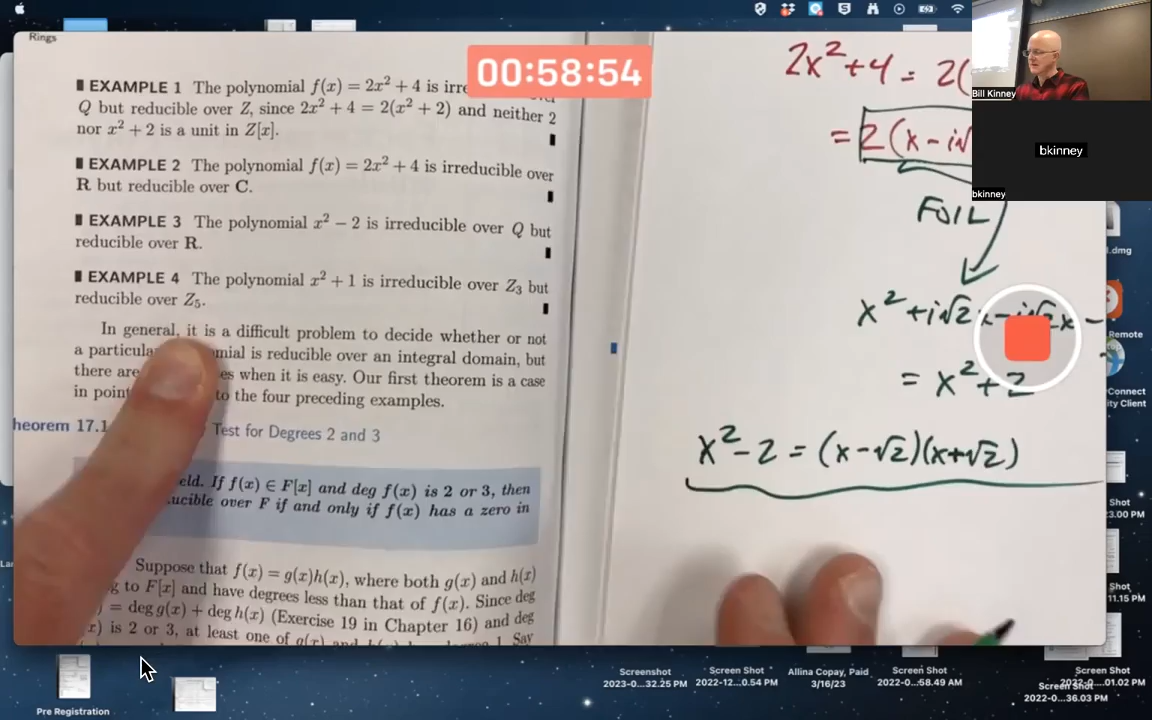 Rings
EXAMPLE 1 The polynomial f(x) = 2x² + 4 is
Q but reducible over Z, since 2x² + 4 = 2(x² + 2) and neither 2
nor x² + 2 is a unit in Z[x].
EXAMPLE 2 The polynomial f(x) = 2x² + 4 is irreducible over
R but reducible over C.
EXAMPLE 3 The polynomial x² − 2 is irreducible over Q but
reducible over R.
EXAMPLE 4 The polynomial x² + 1 is irreducible over Z₃ but
reducible over Z₅.
In general, it is a difficult problem to decide whether or not
a is reducible over an integral domain, but
there are when it is easy. Our first theorem is a case
in point to the four preceding examples.
heorem 17.1 Test for Degrees 2 and 3
eld. If f(x) ∈ F[x] and deg f(x) is 2 or 3, then
ucible over F if and only if f(x) has a zero in
Suppose that f(x) = g(x)h(x), where both g(x) and h(x)
g to F[x] and have degrees less than that of f(x). Since deg
= deg g(x) + deg h(x) (Exercise 19 in Chapter 16) and deg
x) is 2 or 3, at least one of g(x) and has degree 1. Say
00:58:54
2x²+4 = 2(
= 2(x−i√
FOIL
x²+i√2x−i√2x−
= x²+2
x²−2 = (x−√2)(x+√2)
Bill Kinney
bkinney
bkinney
.dmg
Remote
Connect
ity Client
Shot
3.00 PM
Shot
11.15 PM
Screenshot
2023-0...32.25 PM
Screen Shot
2022-12...0.54 PM
Allina Copay, Paid
3/16/23
Screen Shot
2022-0...58.49 AM
Screen Shot
2022-0...36.03 PM
01.02 PM
Pre Registration